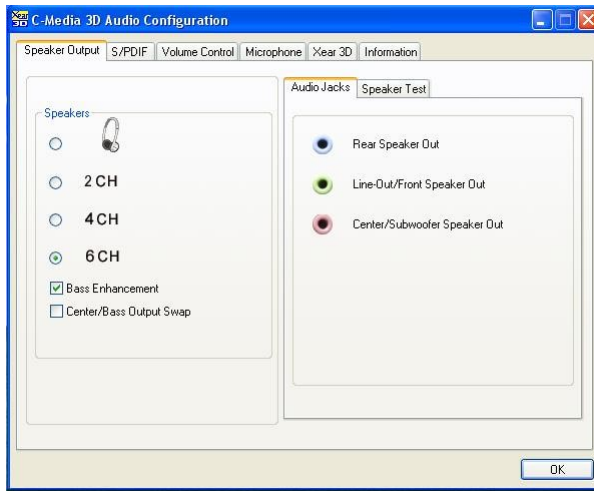 Xear 3D C-Media 3D Audio Configuration
Speaker Output S/PDIF Volume Control Microphone Xear 3D Information
Speakers
2 CH
4 CH
6 CH
Bass Enhancement
Center/Bass Output Swap
Audio Jacks Speaker Test
Rear Speaker Out
Line-Out/Front Speaker Out
Center/Subwoofer Speaker Out
OK